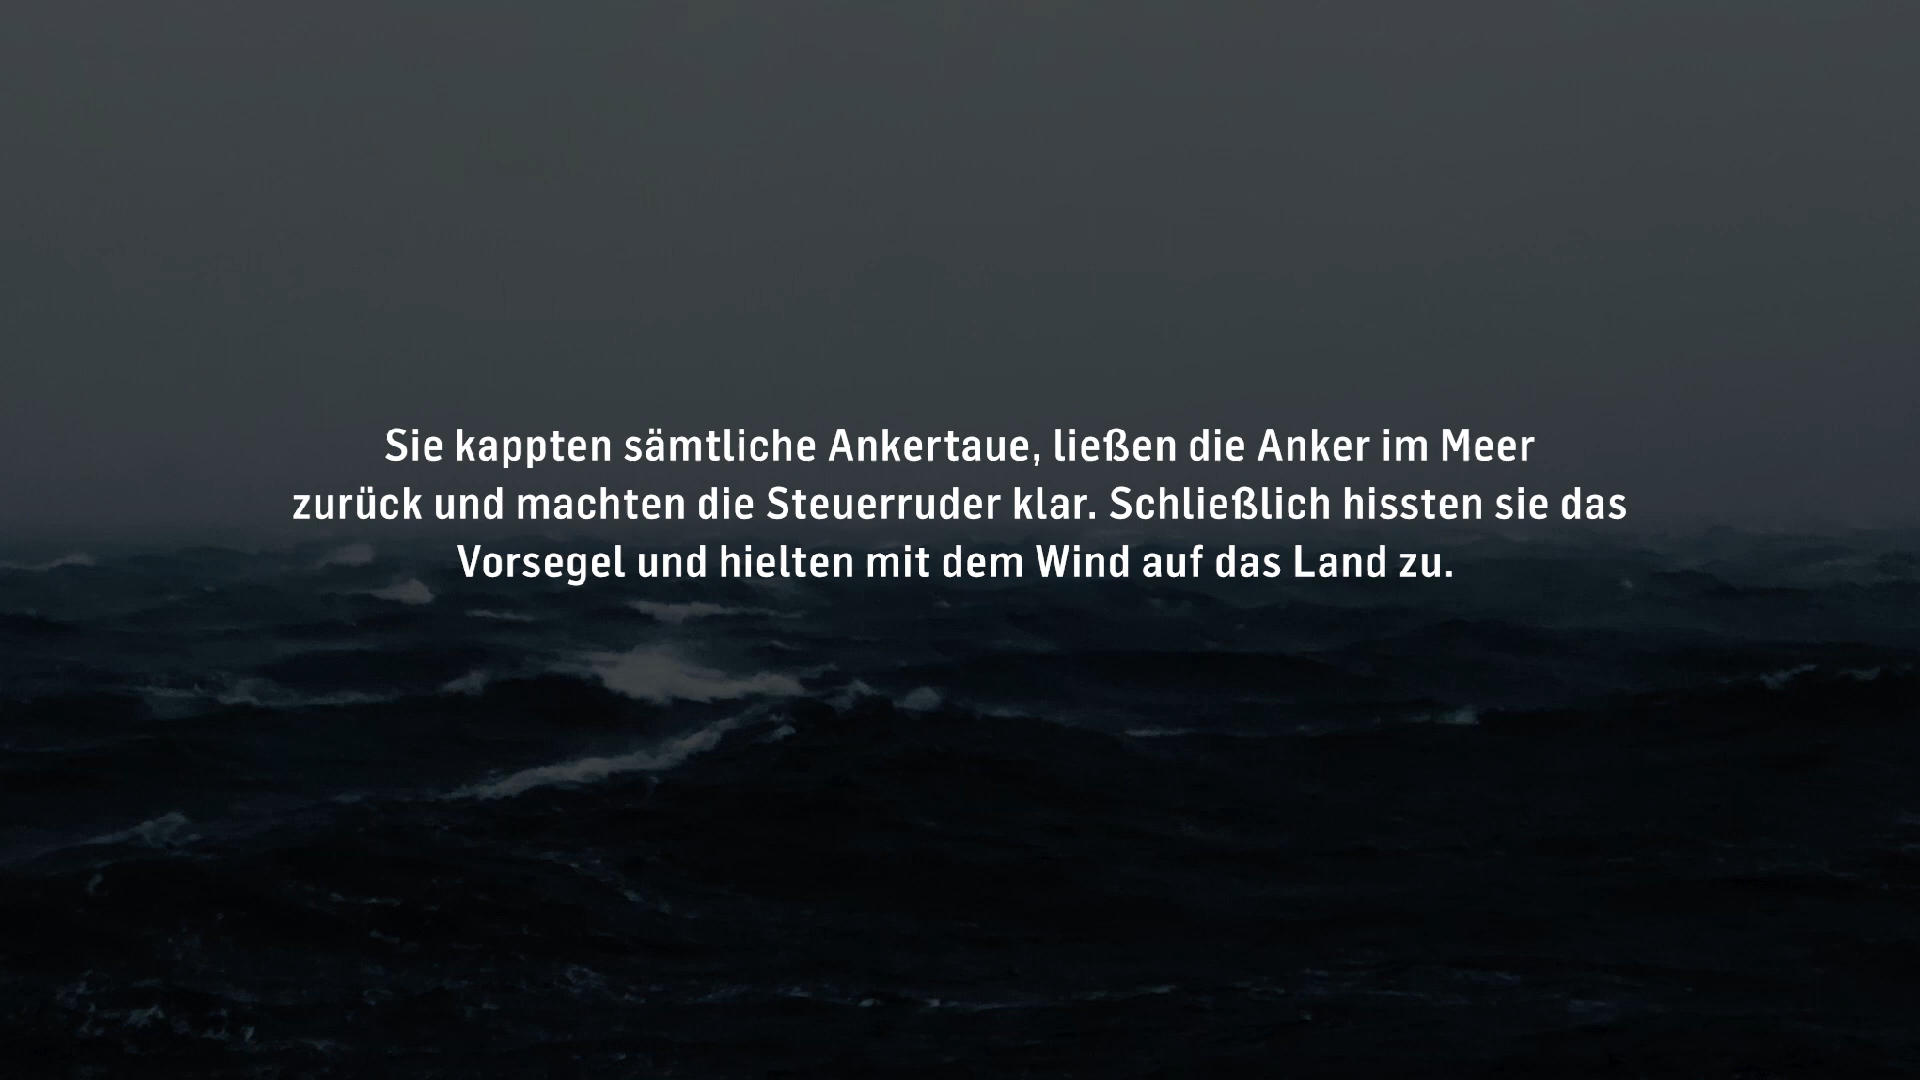 Sie kappten sämtliche Ankertaue, ließen die Anker im Meer
zurück und machten die Steuerruder klar. Schließlich hissten sie das
Vorsegel und hielten mit dem Wind auf das Land zu.